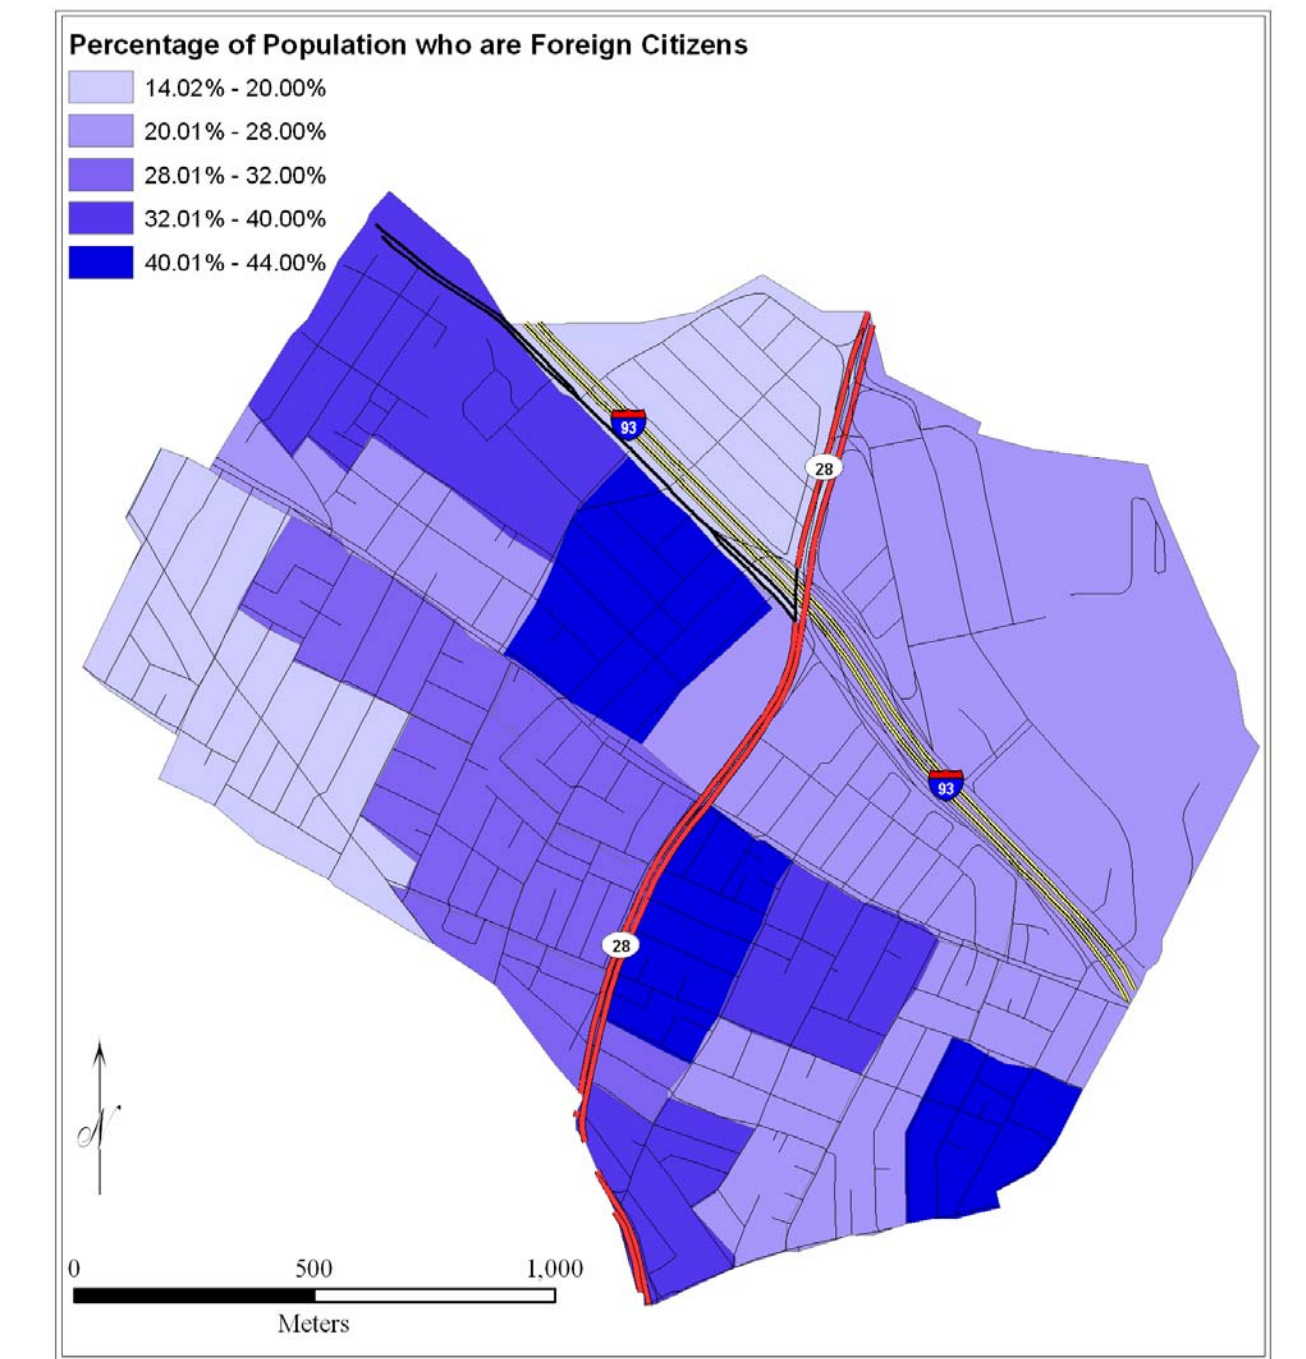 Percentage of Population who are Foreign Citizens
14.02% - 20.00%
20.01% - 28.00%
28.01% - 32.00%
32.01% - 40.00%
40.01% - 44.00%
93
28
93
28
N
0 500 1,000
Meters